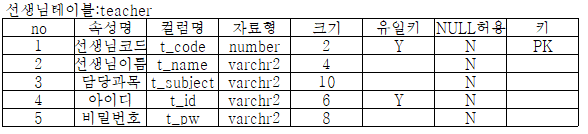 선생님테이블:teacher
no 속성명 컬럼명 자료형 크기 유일키 NULL허용 키
1 선생님코드 t_code number 2 Y N PK
2 선생님이름 t_name varchr2 4 N
3 담당과목 t_subject varchr2 10 N
4 아이디 t_id varchr2 6 Y N
5 비밀번호 t_pw varchr2 8 N